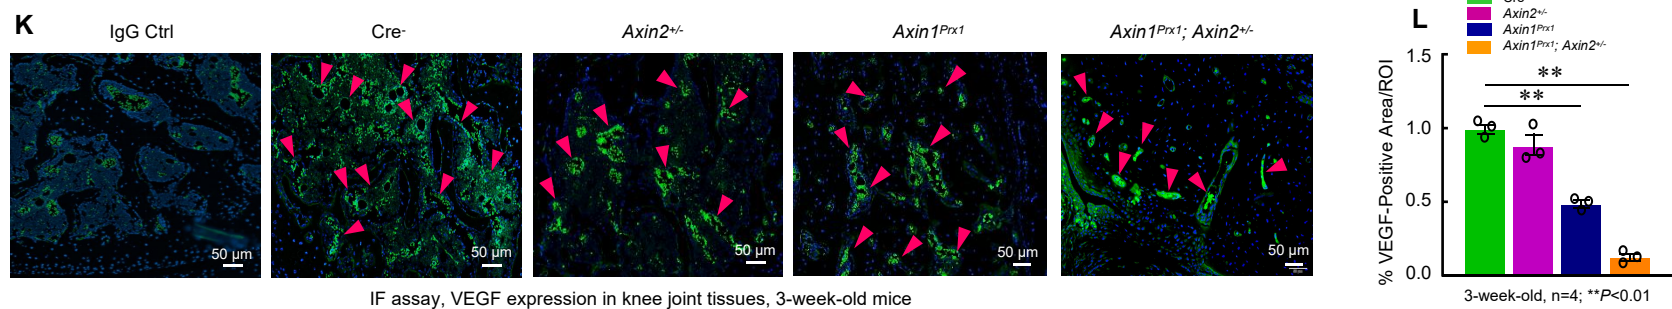 K
IgG Ctrl
Cre-
Axin2+/-
Axin1Prx1
Axin1Prx1; Axin2+/-
50 µm
50 µm
50 µm
50 µm
50 µm
IF assay, VEGF expression in knee joint tissues, 3-week-old mice
L
Axin2+/-
Axin1Prx1
Axin1Prx1; Axin2+/-
% VEGF-Positive Area/ROI
1.5
1.0
0.5
0.0
**
**
3-week-old, n=4; **P<0.01